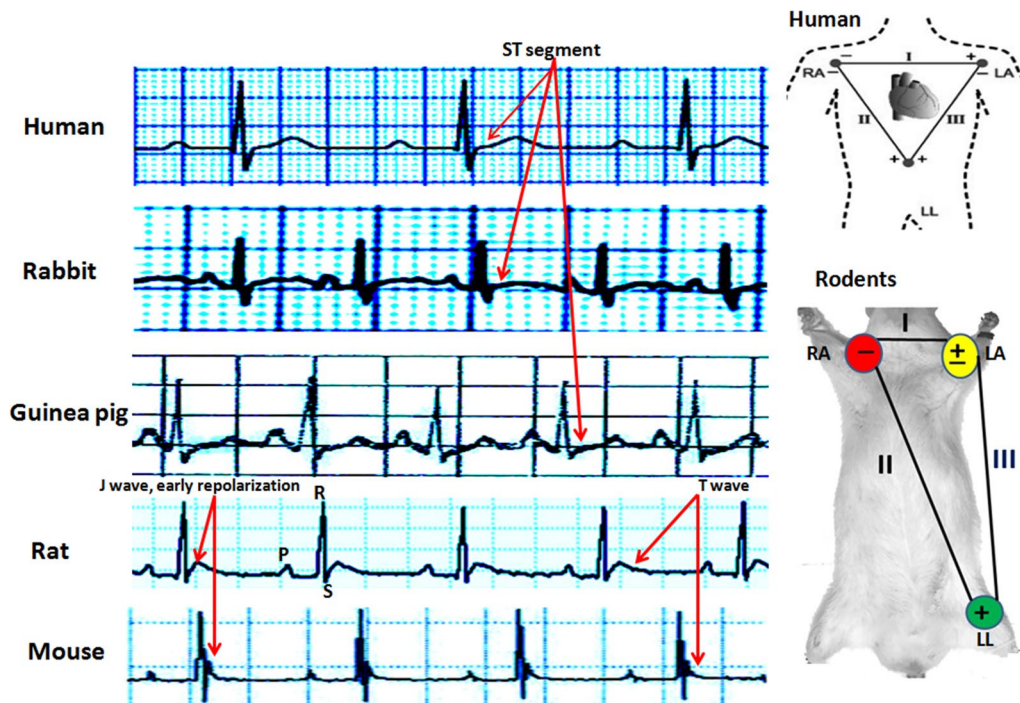 ST segment
Human
Rabbit
Guinea pig
J wave, early repolarization
R
T wave
P
S
Rat
Mouse
Human
− I +
RA − − LA
II III
+ +
LL
Rodents
I
RA − + − LA
II III
+
LL